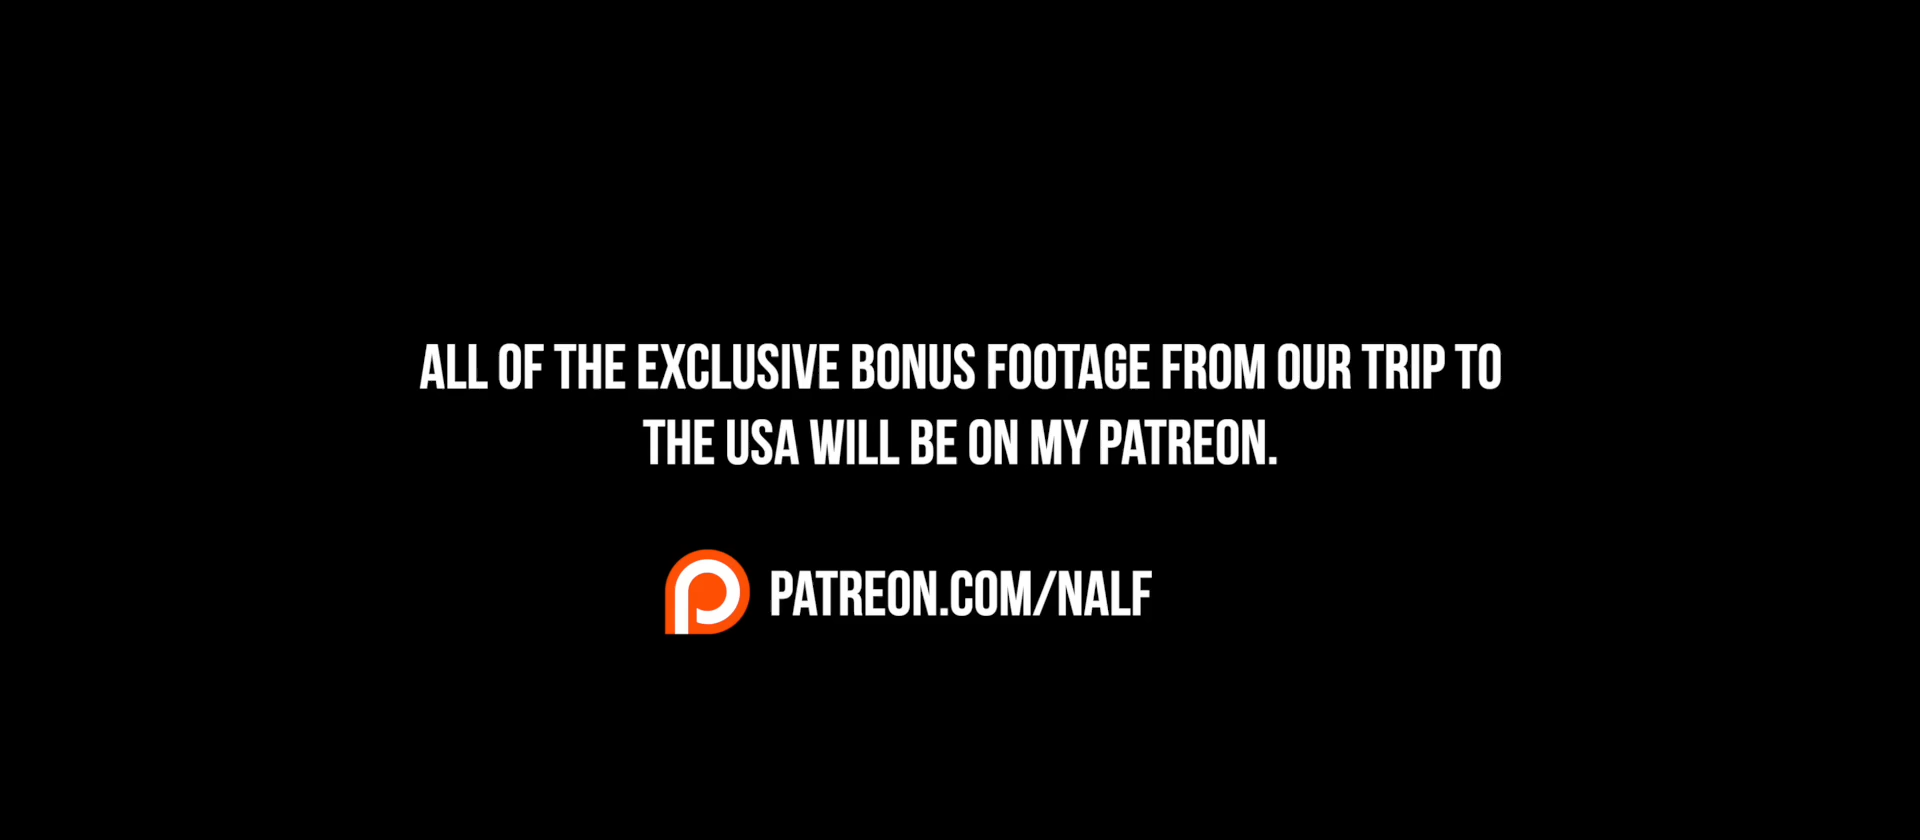 ALL OF THE EXCLUSIVE BONUS FOOTAGE FROM OUR TRIP TO
THE USA WILL BE ON MY PATREON.
PATREON.COM/NALF